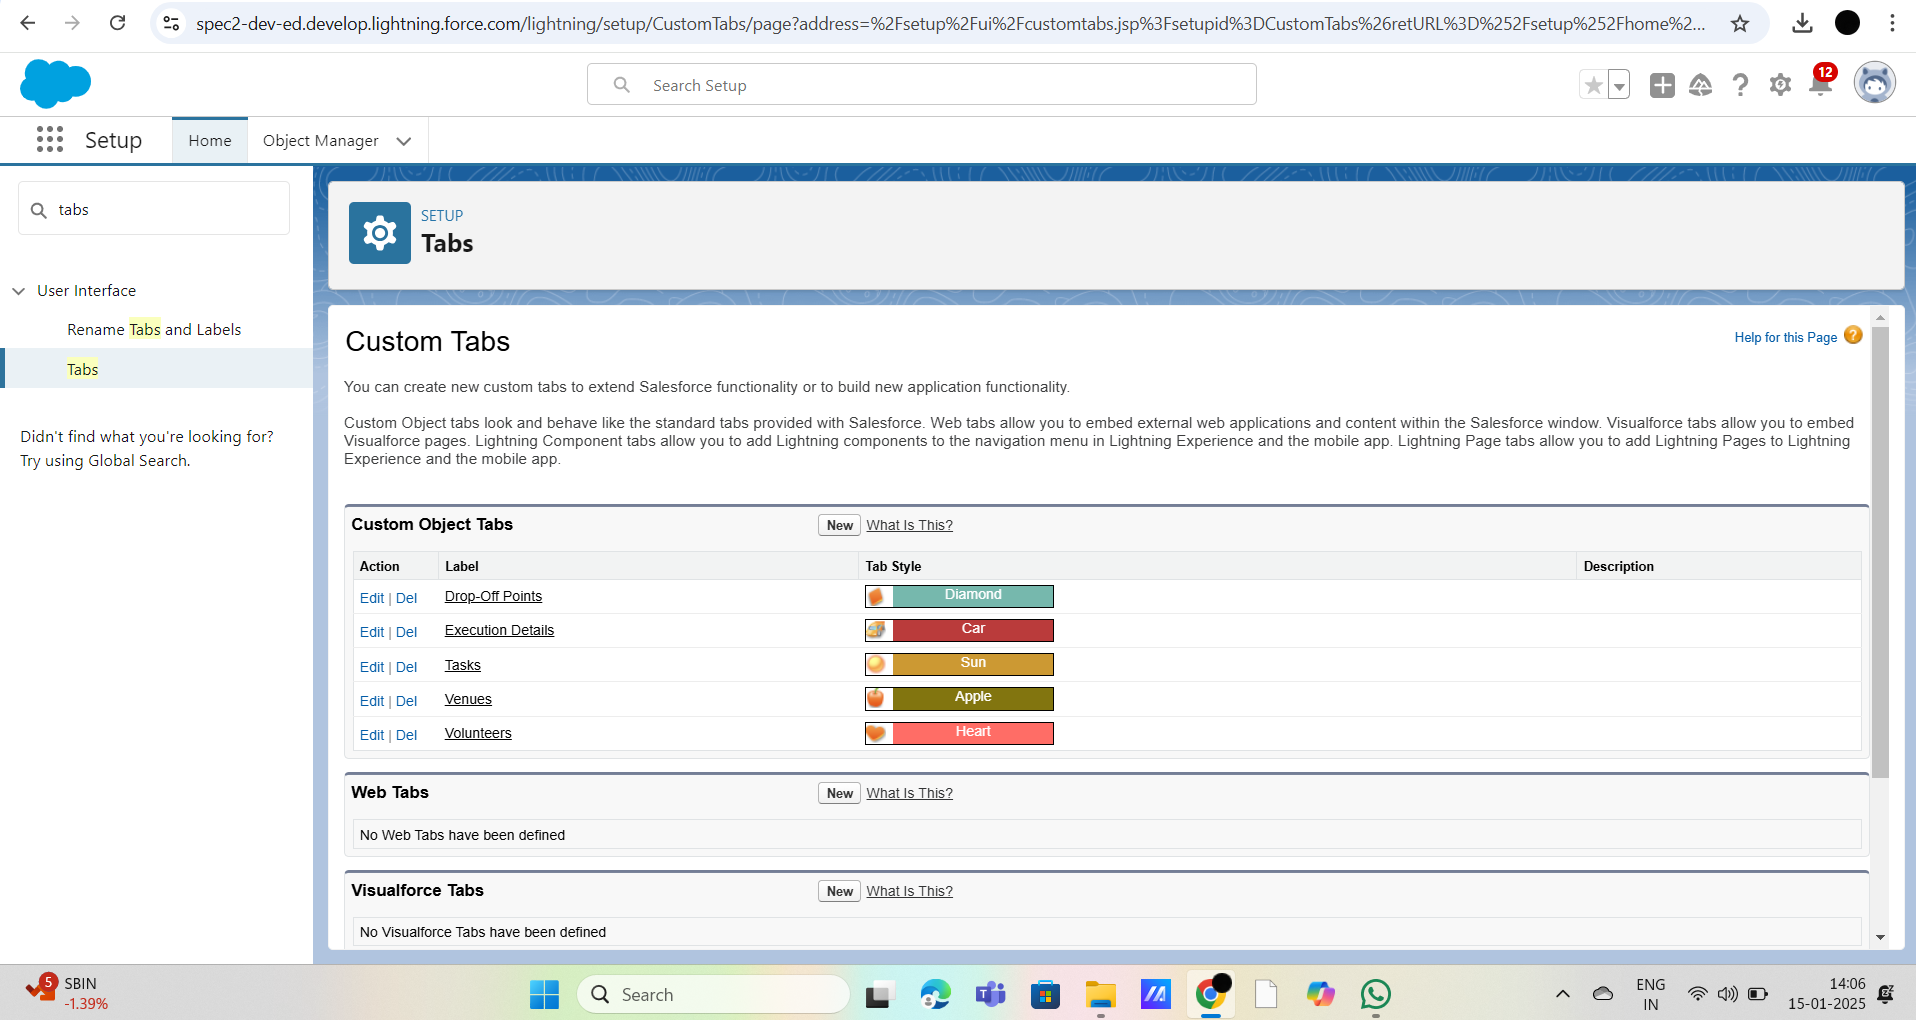 spec2-dev-ed.develop.lightning.force.com/lightning/setup/CustomTabs/page?address=%2Fsetup%2Fui%2Fcustomtabs.jsp%3Fsetupid%3DCustomTabs%26retURL%3D%252Fsetup%252Fhome%2...
Search Setup
12
Setup
Home
Object Manager
tabs
User Interface
Rename Tabs and Labels
Tabs
Didn't find what you're looking for?
Try using Global Search.
SETUP
Tabs
Custom Tabs
Help for this Page ?
You can create new custom tabs to extend Salesforce functionality or to build new application functionality.
Custom Object tabs look and behave like the standard tabs provided with Salesforce. Web tabs allow you to embed external web applications and content within the Salesforce window. Visualforce tabs allow you to embed
Visualforce pages. Lightning Component tabs allow you to add Lightning components to the navigation menu in Lightning Experience and the mobile app. Lightning Page tabs allow you to add Lightning Pages to Lightning
Experience and the mobile app.
Custom Object Tabs New What Is This?
Action Label Tab Style Description
Edit | Del Drop-Off Points Diamond
Edit | Del Execution Details Car
Edit | Del Tasks Sun
Edit | Del Venues Apple
Edit | Del Volunteers Heart
Web Tabs New What Is This?
No Web Tabs have been defined
Visualforce Tabs New What Is This?
No Visualforce Tabs have been defined
5
SBIN
-1.39%
Search
ENG
IN
14:06
15-01-2025